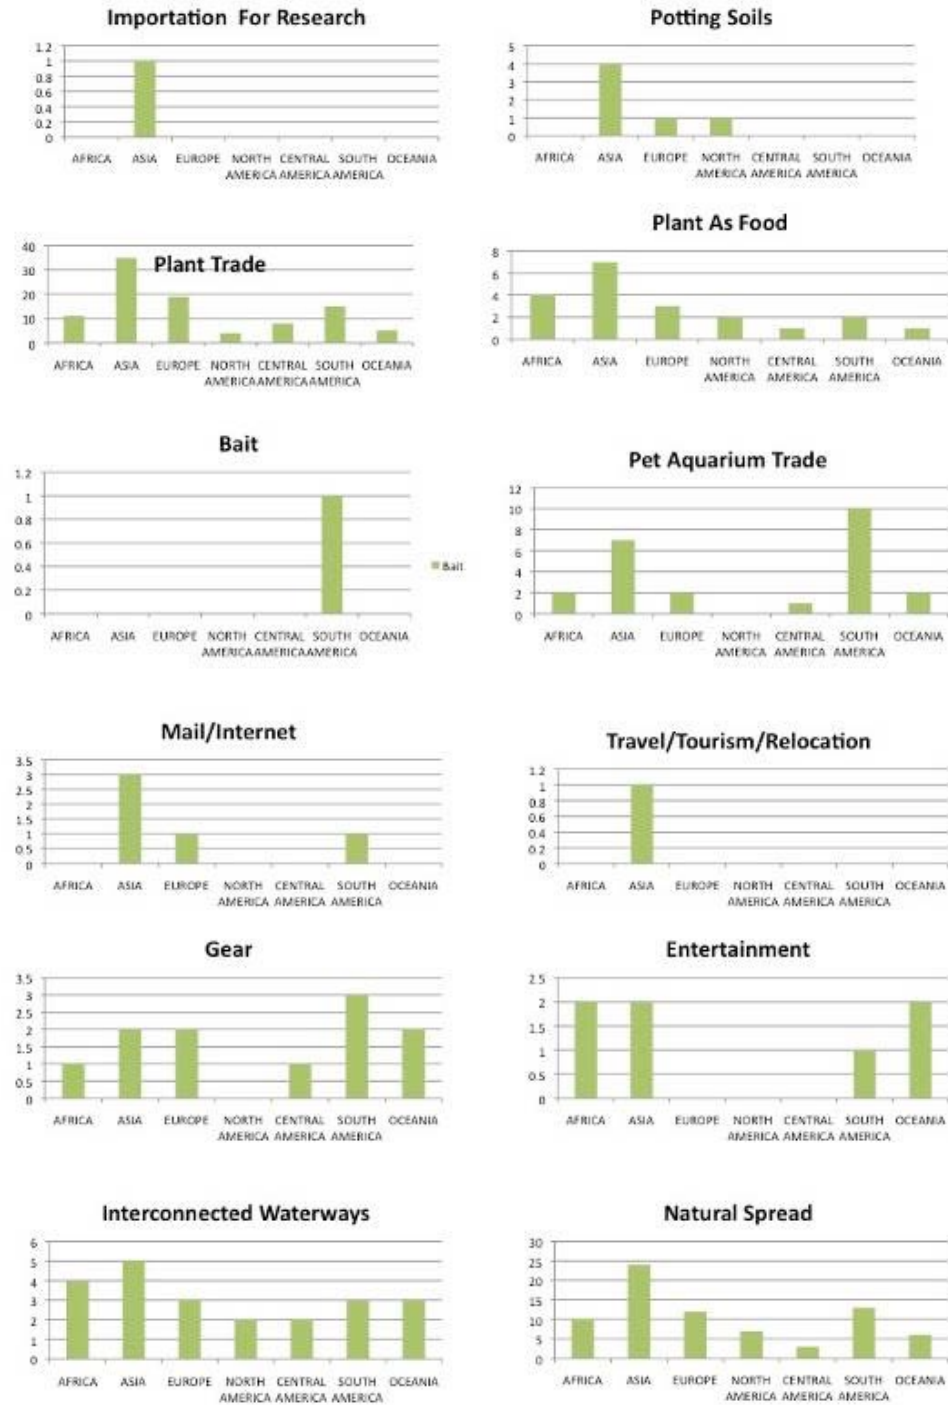 Importation For Research
1.2
1
0.8
0.6
0.4
0.2
0
AFRICA ASIA EUROPE NORTH CENTRAL SOUTH OCEANIA
AMERICA AMERICA AMERICA
Potting Soils
5
4
3
2
1
0
AFRICA ASIA EUROPE NORTH CENTRAL SOUTH OCEANIA
AMERICA AMERICA AMERICA
Plant Trade
40
30
20
10
0
AFRICA ASIA EUROPE NORTH CENTRAL SOUTH OCEANIA
AMERICA AMERICA AMERICA
Plant As Food
8
6
4
2
0
AFRICA ASIA EUROPE NORTH CENTRAL SOUTH OCEANIA
AMERICA AMERICA AMERICA
Bait
1.2
1
0.8
0.6
0.4
0.2
0
AFRICA ASIA EUROPE NORTH CENTRAL SOUTH OCEANIA
AMERICA AMERICA AMERICA
Bait
Pet Aquarium Trade
12
10
8
6
4
2
0
AFRICA ASIA EUROPE NORTH CENTRAL SOUTH OCEANIA
AMERICA AMERICA AMERICA
Mail/Internet
3.5
3
2.5
2
1.5
1
0.5
0
AFRICA ASIA EUROPE NORTH CENTRAL SOUTH OCEANIA
AMERICA AMERICA AMERICA
Travel/Tourism/Relocation
1.2
1
0.8
0.6
0.4
0.2
0
AFRICA ASIA EUROPE NORTH CENTRAL SOUTH OCEANIA
AMERICA AMERICA AMERICA
Gear
3.5
3
2.5
2
1.5
1
0.5
0
AFRICA ASIA EUROPE NORTH CENTRAL SOUTH OCEANIA
AMERICA AMERICA AMERICA
Entertainment
2.5
2
1.5
1
0.5
0
AFRICA ASIA EUROPE NORTH CENTRAL SOUTH OCEANIA
AMERICA AMERICA AMERICA
Interconnected Waterways
6
5
4
3
2
1
0
AFRICA ASIA EUROPE NORTH CENTRAL SOUTH OCEANIA
AMERICA AMERICA AMERICA
Natural Spread
30
25
20
15
10
5
0
AFRICA ASIA EUROPE NORTH CENTRAL SOUTH OCEANIA
AMERICA AMERICA AMERICA